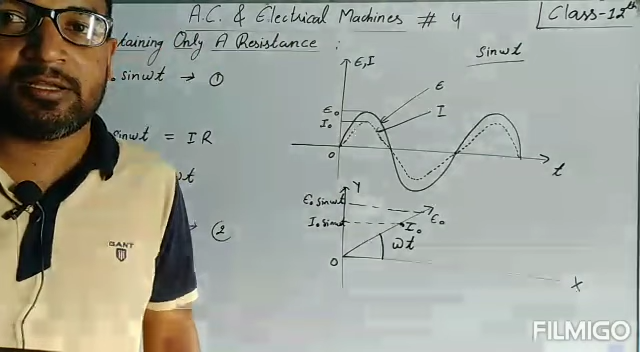 A.C. & Electrical Machines # 4
Class-12th
taining Only A Resistance :
sinωt
ε. sinωt → ①
ε, I
ε
I
ε₀
I₀
0
t
sinωt = IR
ωt
② 
Y
ε₀ sinωt
I₀ sinωt
ε₀
I₀
ωt
0
X
GANT
FILMIGO